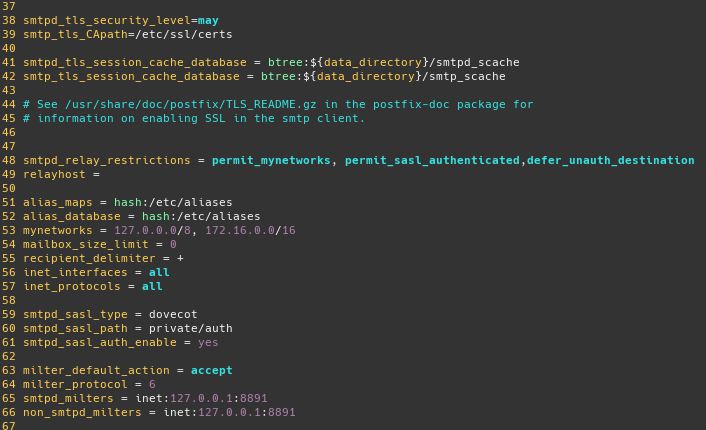 37
38 smtpd_tls_security_level=may
39 smtp_tls_CApath=/etc/ssl/certs
40
41 smtpd_tls_session_cache_database = btree:${data_directory}/smtpd_scache
42 smtp_tls_session_cache_database = btree:${data_directory}/smtp_scache
43
44 # See /usr/share/doc/postfix/TLS_README.gz in the postfix-doc package for
45 # information on enabling SSL in the smtp client.
46
47
48 smtpd_relay_restrictions = permit_mynetworks, permit_sasl_authenticated,defer_unauth_destination
49 relayhost =
50
51 alias_maps = hash:/etc/aliases
52 alias_database = hash:/etc/aliases
53 mynetworks = 127.0.0.0/8, 172.16.0.0/16
54 mailbox_size_limit = 0
55 recipient_delimiter = +
56 inet_interfaces = all
57 inet_protocols = all
58
59 smtpd_sasl_type = dovecot
60 smtpd_sasl_path = private/auth
61 smtpd_sasl_auth_enable = yes
62
63 milter_default_action = accept
64 milter_protocol = 6
65 smtpd_milters = inet:127.0.0.1:8891
66 non_smtpd_milters = inet:127.0.0.1:8891
67